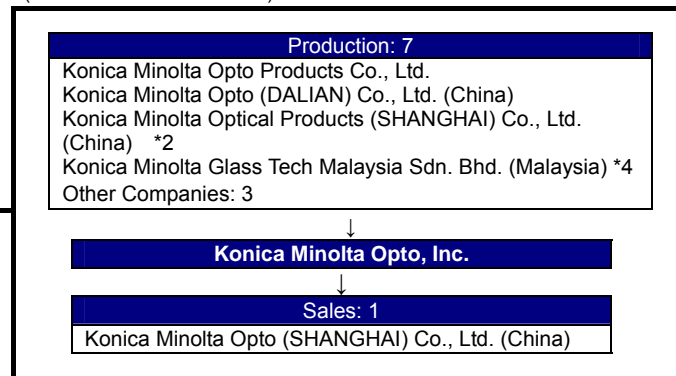 Production: 7
Konica Minolta Opto Products Co., Ltd.
Konica Minolta Opto (DALIAN) Co., Ltd. (China)
Konica Minolta Optical Products (SHANGHAI) Co., Ltd.
(China) *2
Konica Minolta Glass Tech Malaysia Sdn. Bhd. (Malaysia) *4
Other Companies: 3
↓
Konica Minolta Opto, Inc.
↓
Sales: 1
Konica Minolta Opto (SHANGHAI) Co., Ltd. (China)